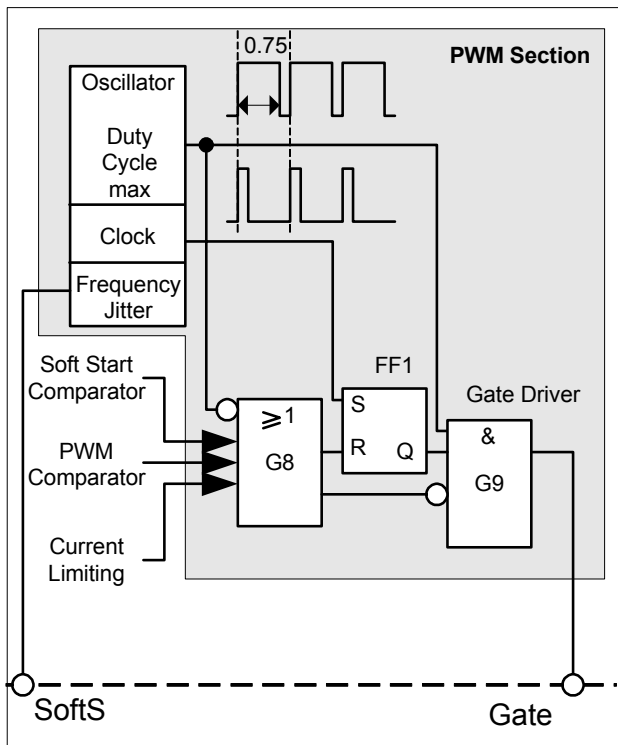 0.75
PWM Section
Oscillator
Duty
Cycle
max
Clock
Frequency
Jitter
Soft Start
Comparator
PWM
Comparator
Current
Limiting
≥1
G8
FF1
S
R
Q
Gate Driver
&
G9
SoftS
Gate